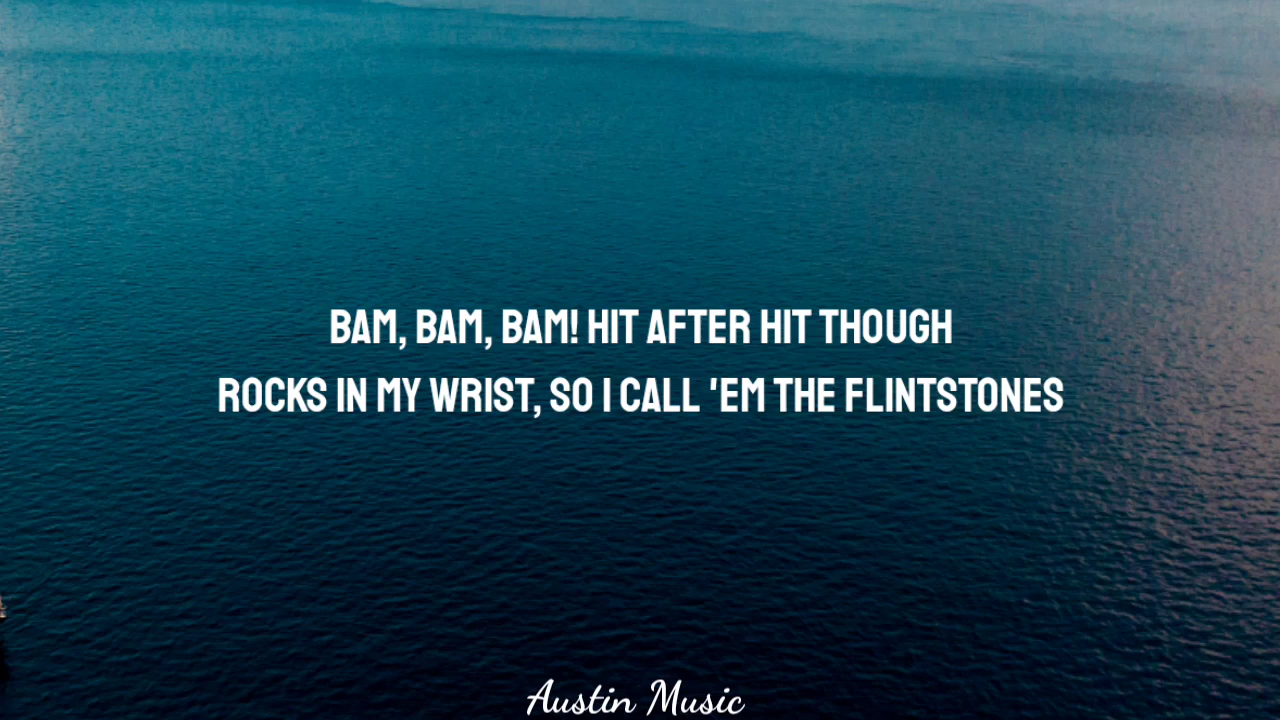 BAM, BAM, BAM! HIT AFTER HIT THOUGH
ROCKS IN MY WRIST, SO I CALL 'EM THE FLINTSTONES
Austin Music